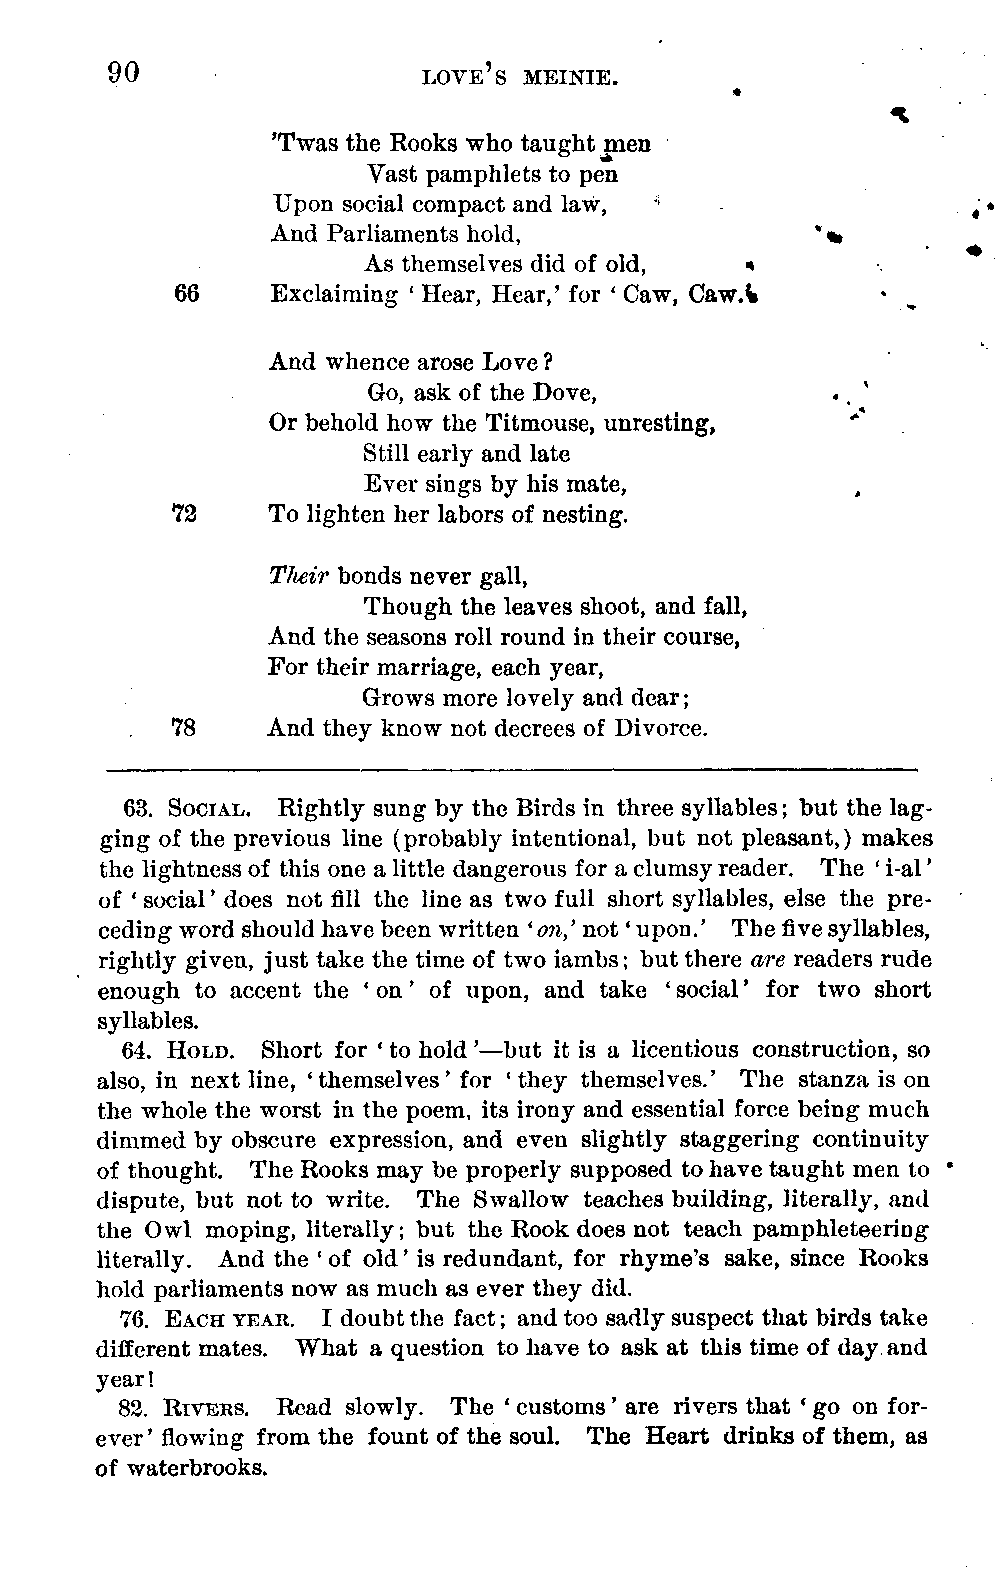 90
LOVE'S MEINIE.
'Twas the Rooks who taught men
Vast pamphlets to pen
Upon social compact and law,
And Parliaments hold,
As themselves did of old,
66 Exclaiming ‘Hear, Hear,’ for ‘Caw, Caw.’
And whence arose Love?
Go, ask of the Dove,
Or behold how the Titmouse, unresting,
Still early and late
Ever sings by his mate,
72 To lighten her labors of nesting.
Their bonds never gall,
Though the leaves shoot, and fall,
And the seasons roll round in their course,
For their marriage, each year,
Grows more lovely and dear;
78 And they know not decrees of Divorce.
63. SOCIAL. Rightly sung by the Birds in three syllables; but the lag-
ging of the previous line (probably intentional, but not pleasant,) makes
the lightness of this one a little dangerous for a clumsy reader. The ‘i-al’
of ‘social’ does not fill the line as two full short syllables, else the pre-
ceding word should have been written ‘on,’ not ‘upon.’ The five syllables,
rightly given, just take the time of two iambs; but there are readers rude
enough to accent the ‘on’ of upon, and take ‘social’ for two short
syllables.
64. HOLD. Short for ‘to hold’—but it is a licentious construction, so
also, in next line, ‘themselves’ for ‘they themselves.’ The stanza is on
the whole the worst in the poem, its irony and essential force being much
dimmed by obscure expression, and even slightly staggering continuity
of thought. The Rooks may be properly supposed to have taught men to
dispute, but not to write. The Swallow teaches building, literally, and
the Owl moping, literally; but the Rook does not teach pamphleteering
literally. And the ‘of old’ is redundant, for rhyme's sake, since Rooks
hold parliaments now as much as ever they did.
76. EACH YEAR. I doubt the fact; and too sadly suspect that birds take
different mates. What a question to have to ask at this time of day and
year!
82. RIVERS. Read slowly. The ‘customs’ are rivers that ‘go on for-
ever’ flowing from the fount of the soul. The Heart drinks of them, as
of waterbrooks.